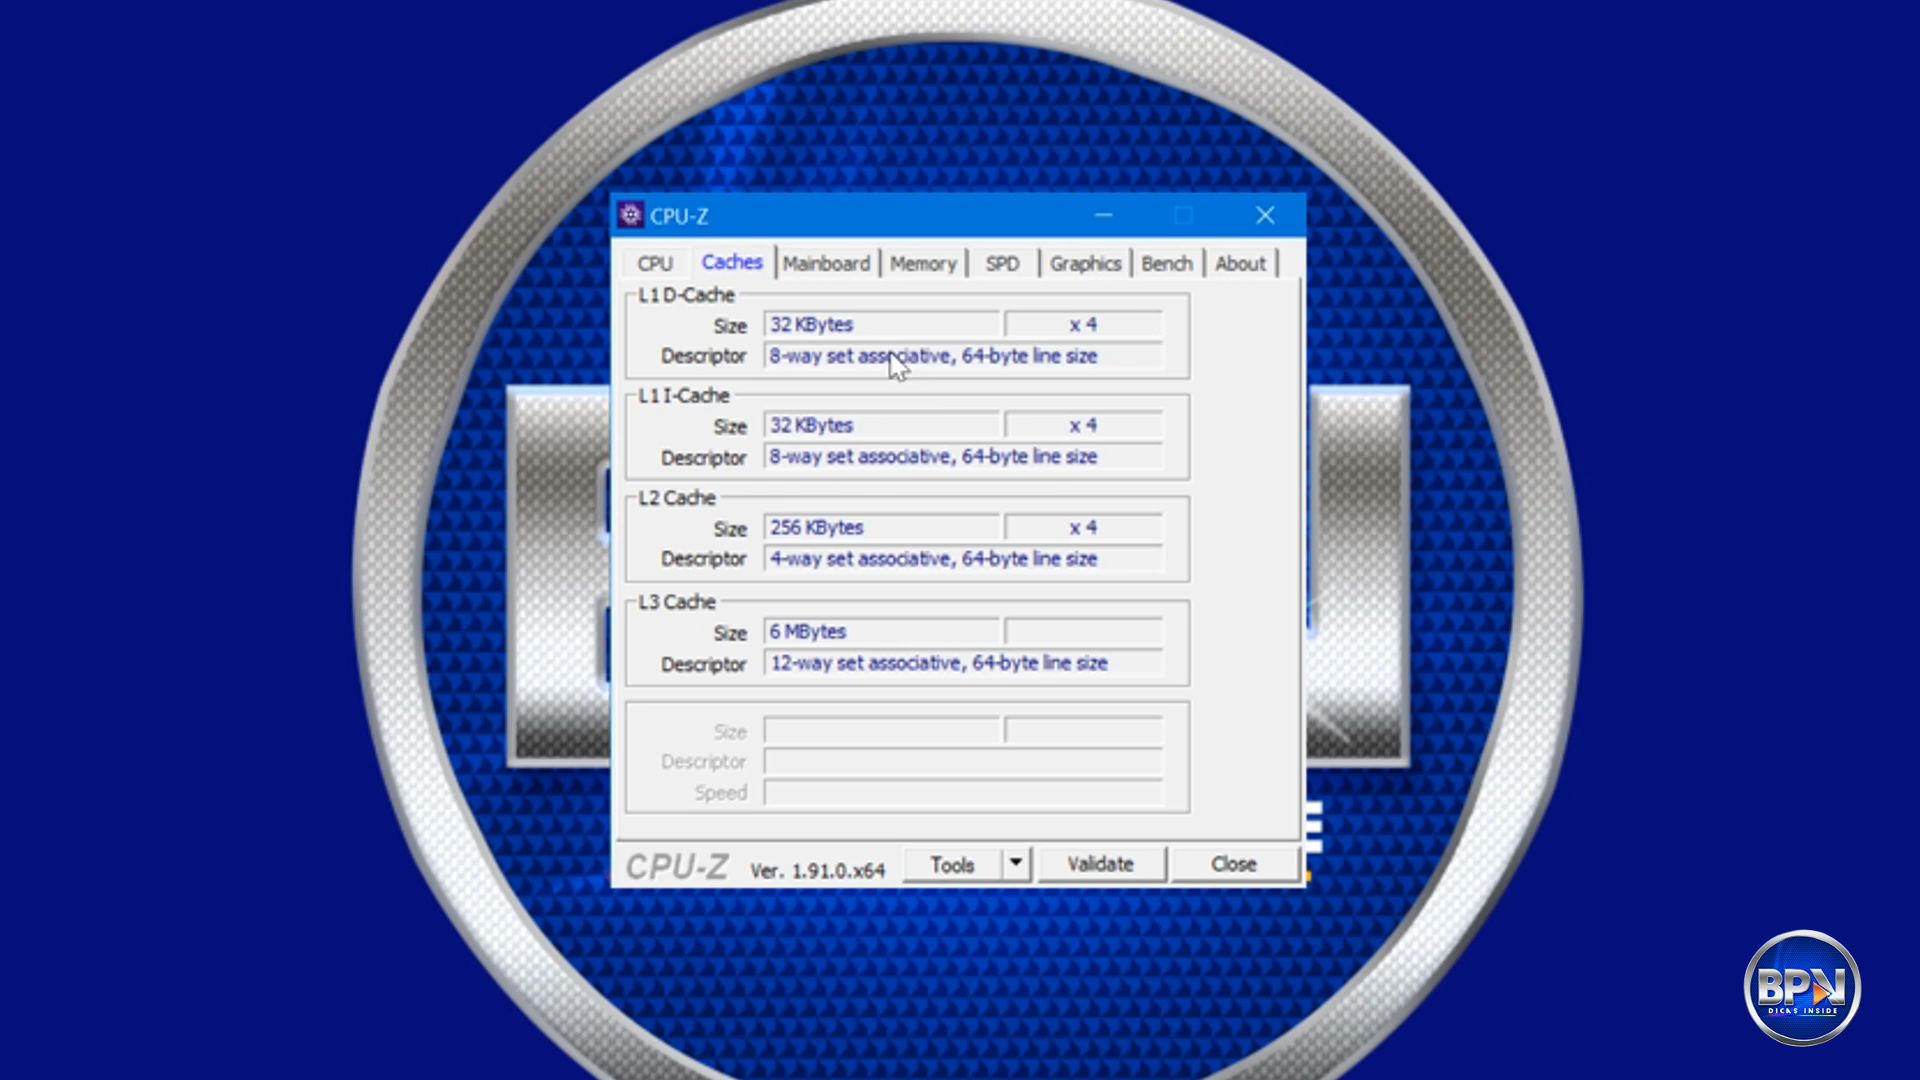 CPU-Z
CPU Caches Mainboard Memory SPD Graphics Bench About
L1 D-Cache
Size 32 KBytes x 4
Descriptor 8-way set associative, 64-byte line size
L1 I-Cache
Size 32 KBytes x 4
Descriptor 8-way set associative, 64-byte line size
L2 Cache
Size 256 KBytes x 4
Descriptor 4-way set associative, 64-byte line size
L3 Cache
Size 6 MBytes
Descriptor 12-way set associative, 64-byte line size
Size
Descriptor
Speed
CPU-Z Ver. 1.91.0.x64 Tools Validate Close
BPN
DICAS INSIDE